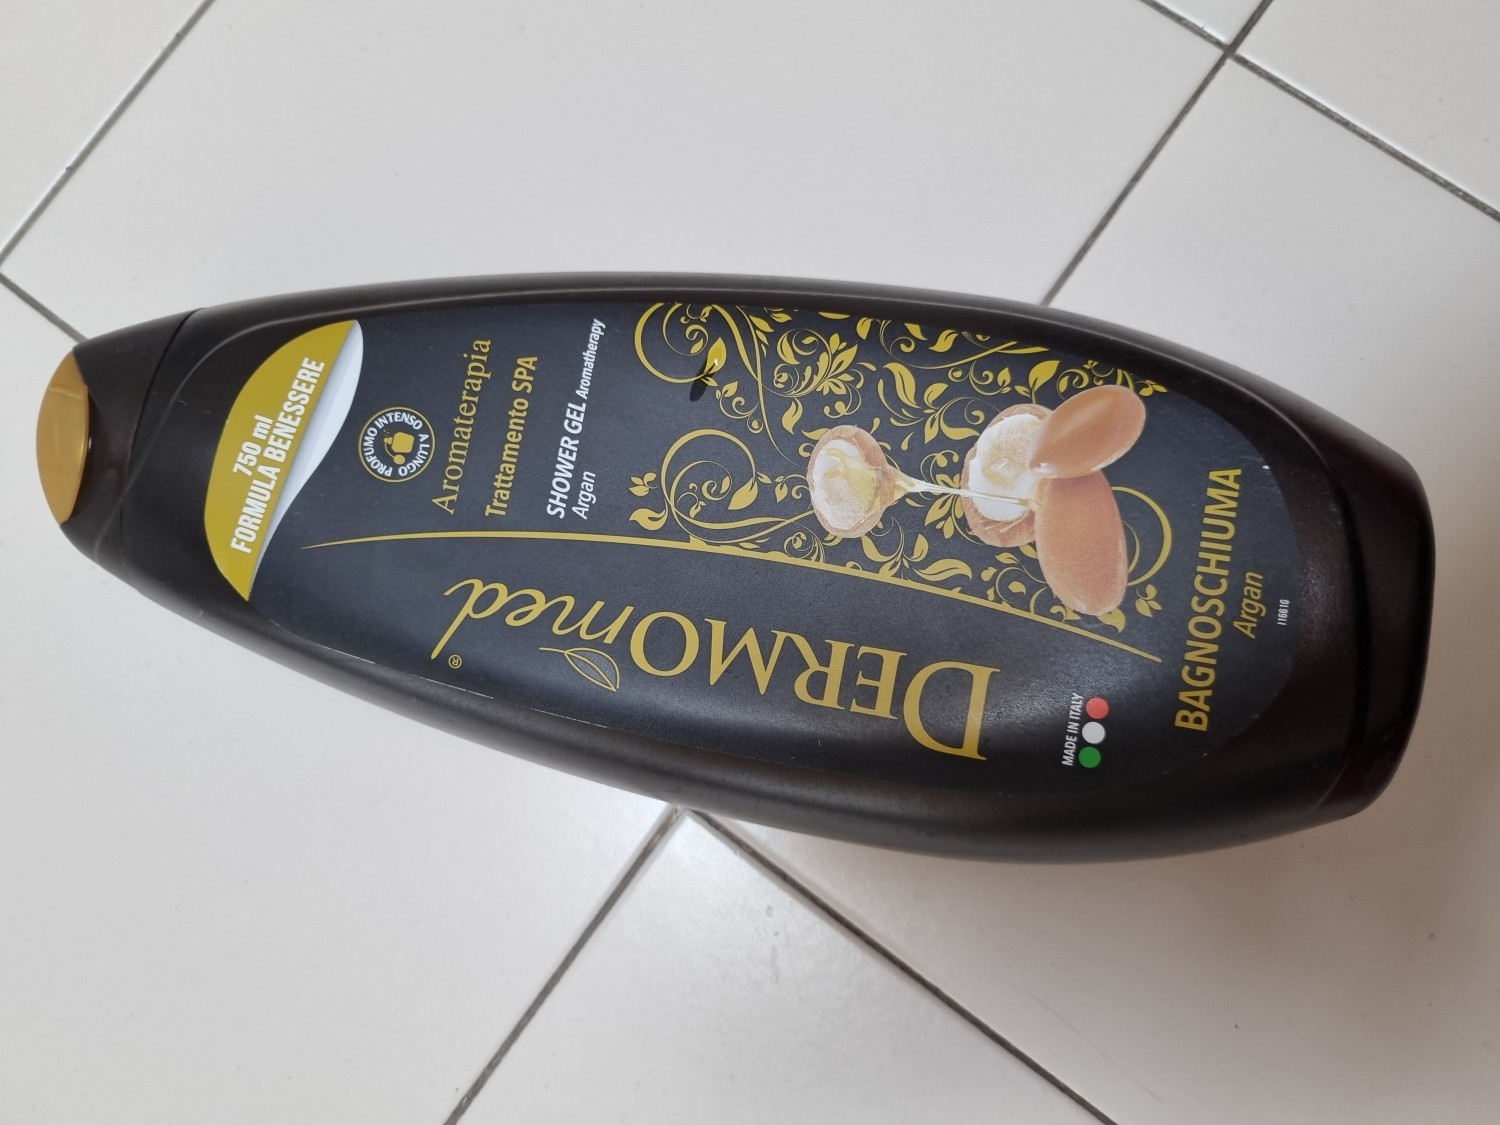 750 ml
FORMULA BENESSERE
PROFUMO INTENSO A LUNGO
Aromaterapia
Trattamento SPA
SHOWER GEL Aromatherapy
Argan
DERMOmed®
MADE IN ITALY
BAGNOSCHIUMA
Argan